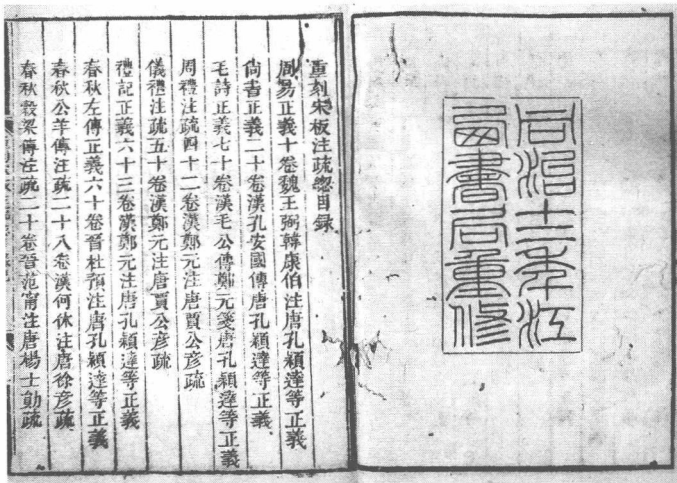 同治十二年江
西書局重修
重刻宋板注疏總目録
周易正義十卷魏王弼韓康伯注唐孔穎達等正義
尚書正義二十卷漢孔安國傳唐孔穎達等正義
毛詩正義七十卷漢毛公傳鄭元箋唐孔穎達等正義
周禮注疏四十二卷漢鄭元注唐賈公彥疏
儀禮注疏五十卷漢鄭元注唐賈公彥疏
禮記正義六十三卷漢鄭元注唐孔穎達等正義
春秋左傳正義六十卷晉杜預注唐孔穎達等正義
春秋公羊傳注疏二十八卷漢何休注唐徐彥疏
春秋穀梁傳注疏二十卷晉范甯注唐楊士勛疏